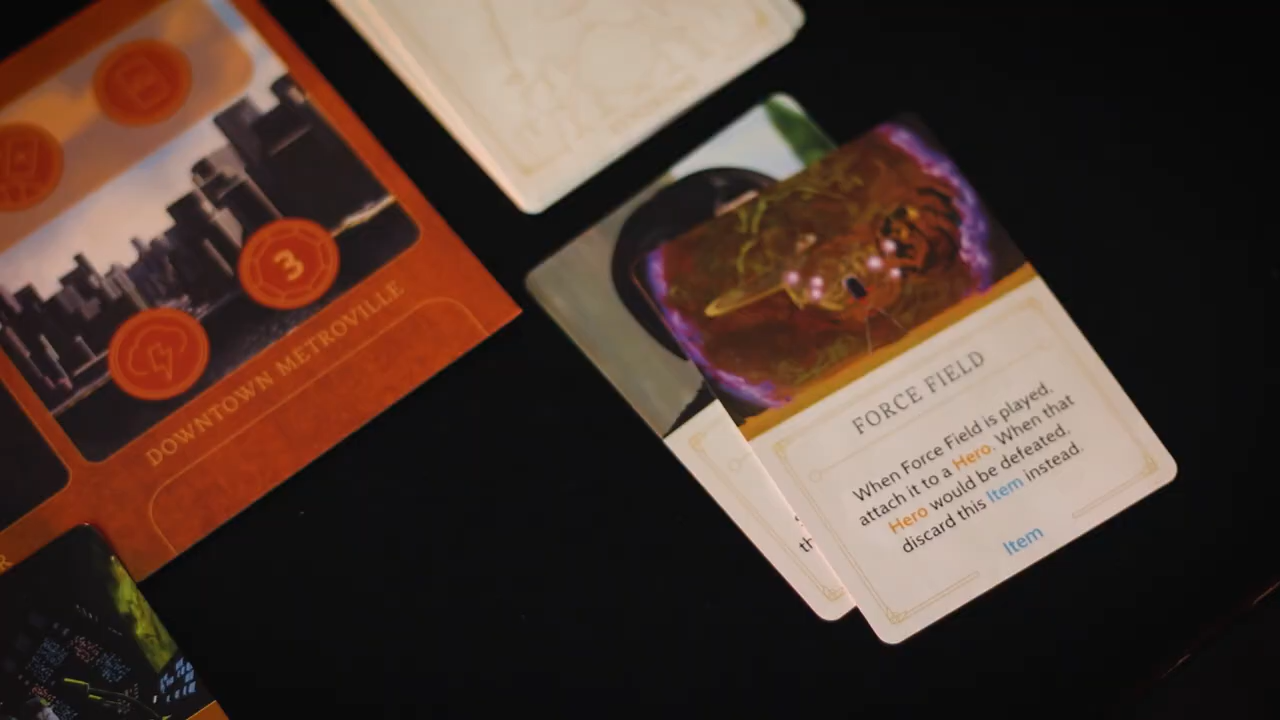 3
DOWNTOWN METROVILLE
R
FORCE FIELD
When Force Field is played,
attach it to a Hero. When that
Hero would be defeated,
discard this Item instead.
Item
th